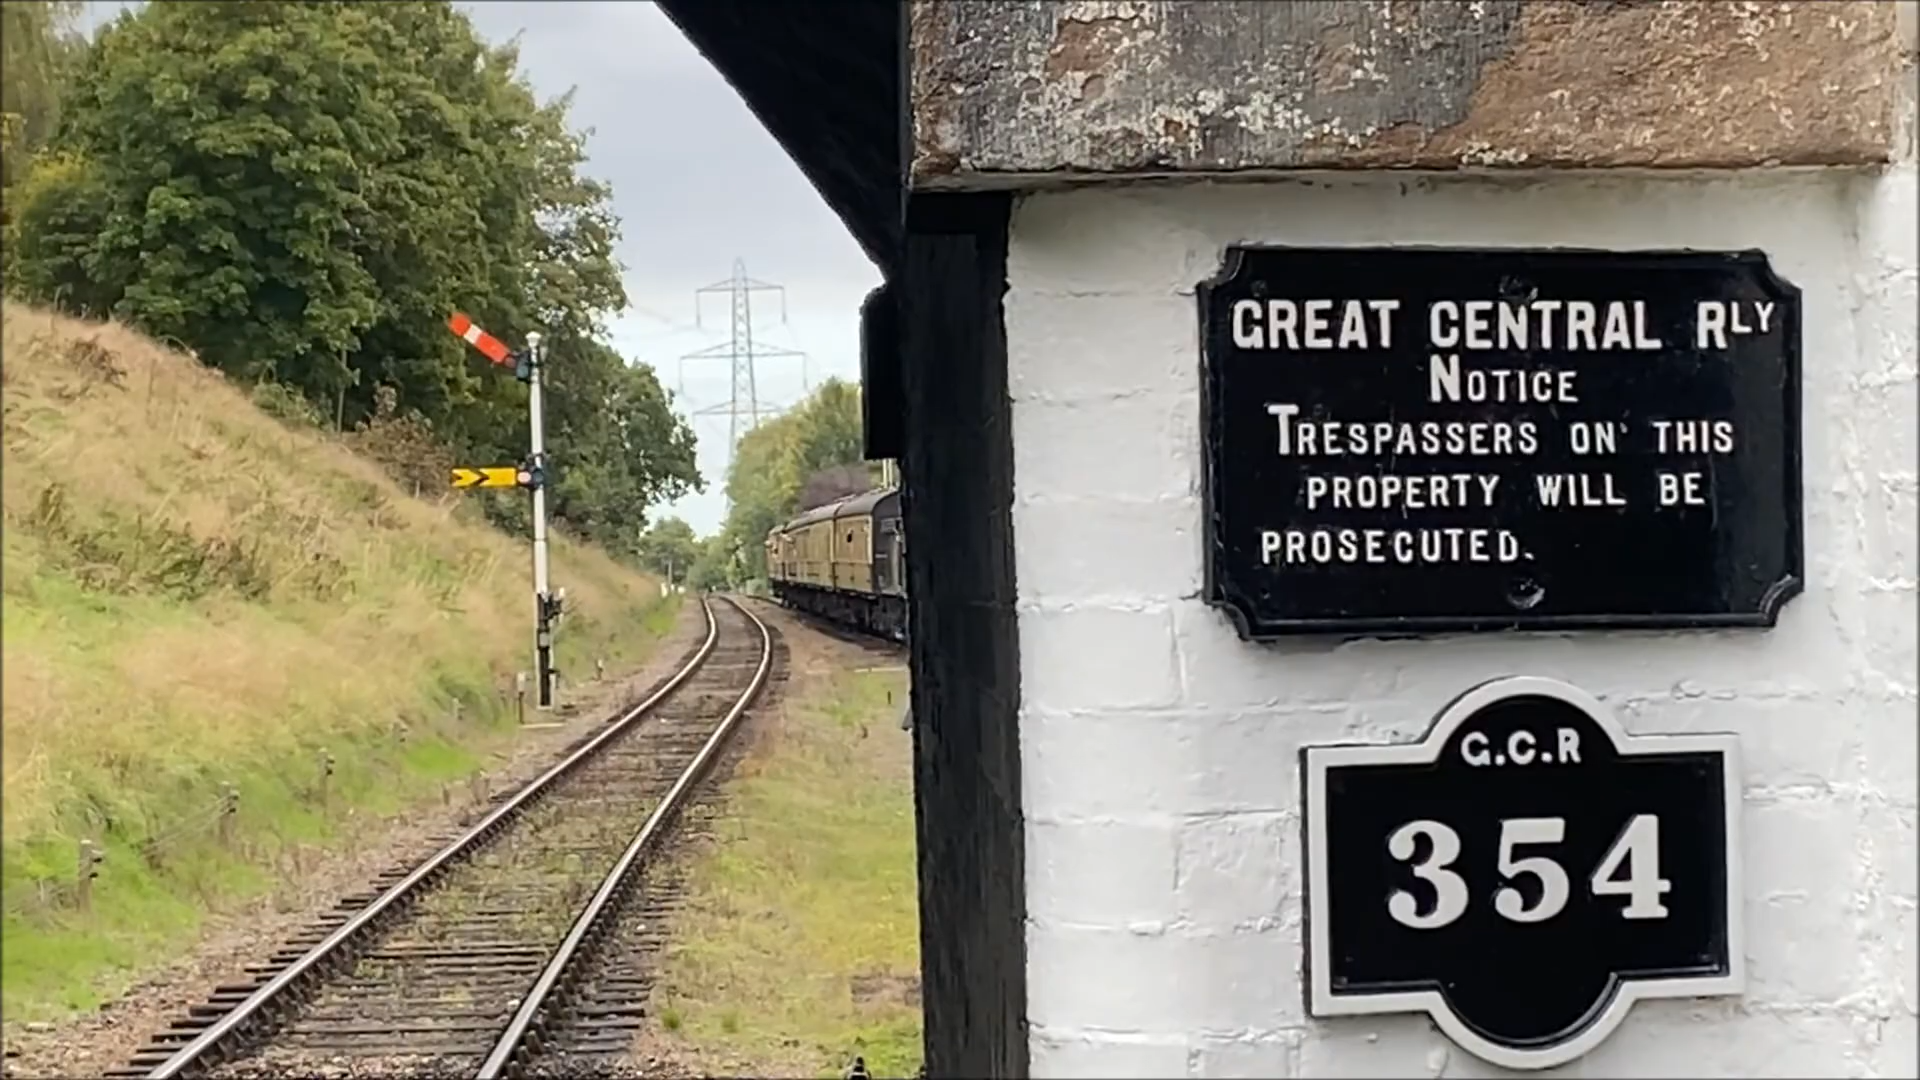 GREAT CENTRAL RLY
NOTICE
TRESPASSERS ON THIS
PROPERTY WILL BE
PROSECUTED.
G.C.R
354